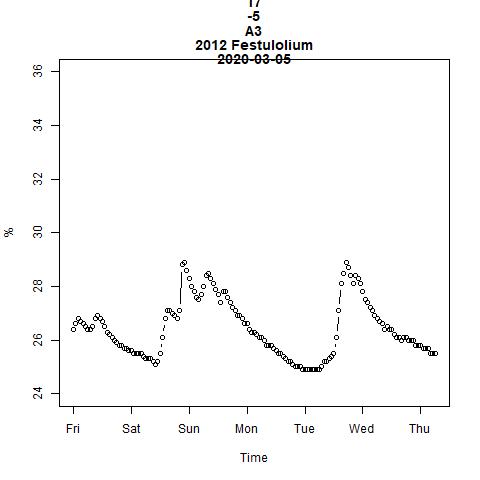 17
-5
A3
2012 Festulolium
2020-03-05
36
34
32
30
28
26
24
%
Fri Sat Sun Mon Tue Wed Thu
Time